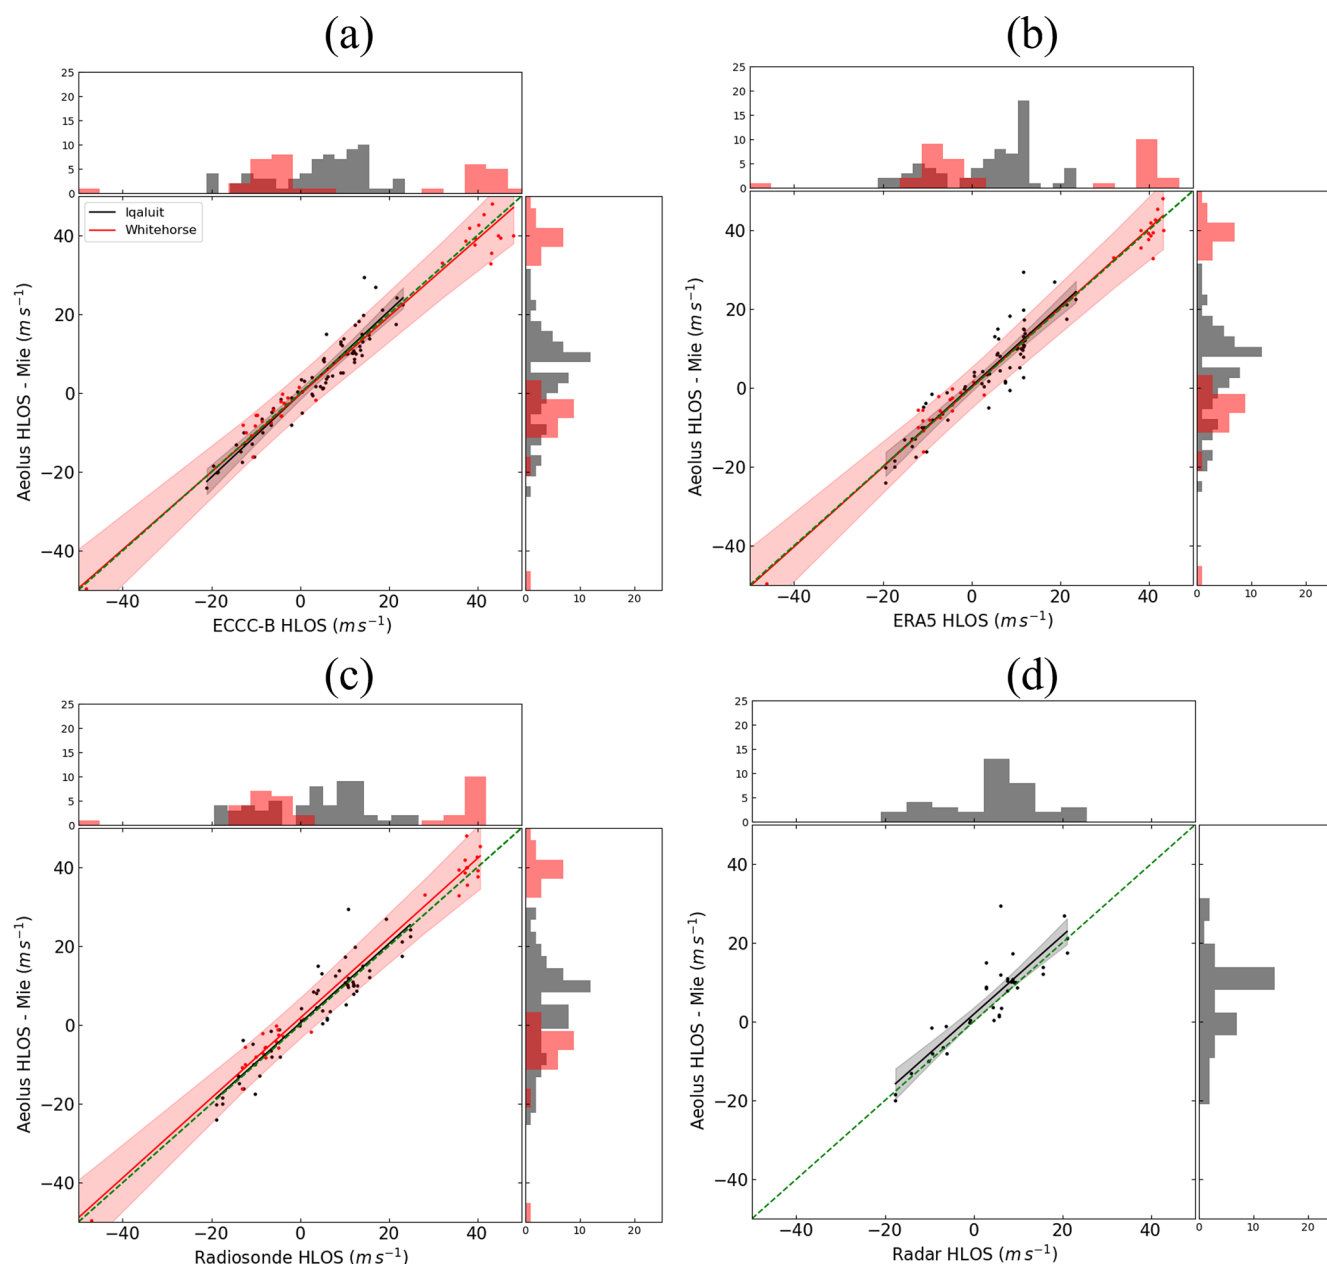 (a)
(b)
25
20
15
10
5
0
25
20
15
10
5
0
Iqaluit
Whitehorse
40
20
0
−20
−40
Aeolus HLOS - Mie (m s⁻¹)
−40 −20 0 20 40
ECCC-B HLOS (m s⁻¹)
0 10 20
40
20
0
−20
−40
Aeolus HLOS - Mie (m s⁻¹)
−40 −20 0 20 40
ERA5 HLOS (m s⁻¹)
0 10 20
(c)
(d)
25
20
15
10
5
0
25
20
15
10
5
0
40
20
0
−20
−40
Aeolus HLOS - Mie (m s⁻¹)
−40 −20 0 20 40
Radiosonde HLOS (m s⁻¹)
0 10 20
40
20
0
−20
−40
Aeolus HLOS - Mie (m s⁻¹)
−40 −20 0 20 40
Radar HLOS (m s⁻¹)
0 10 20